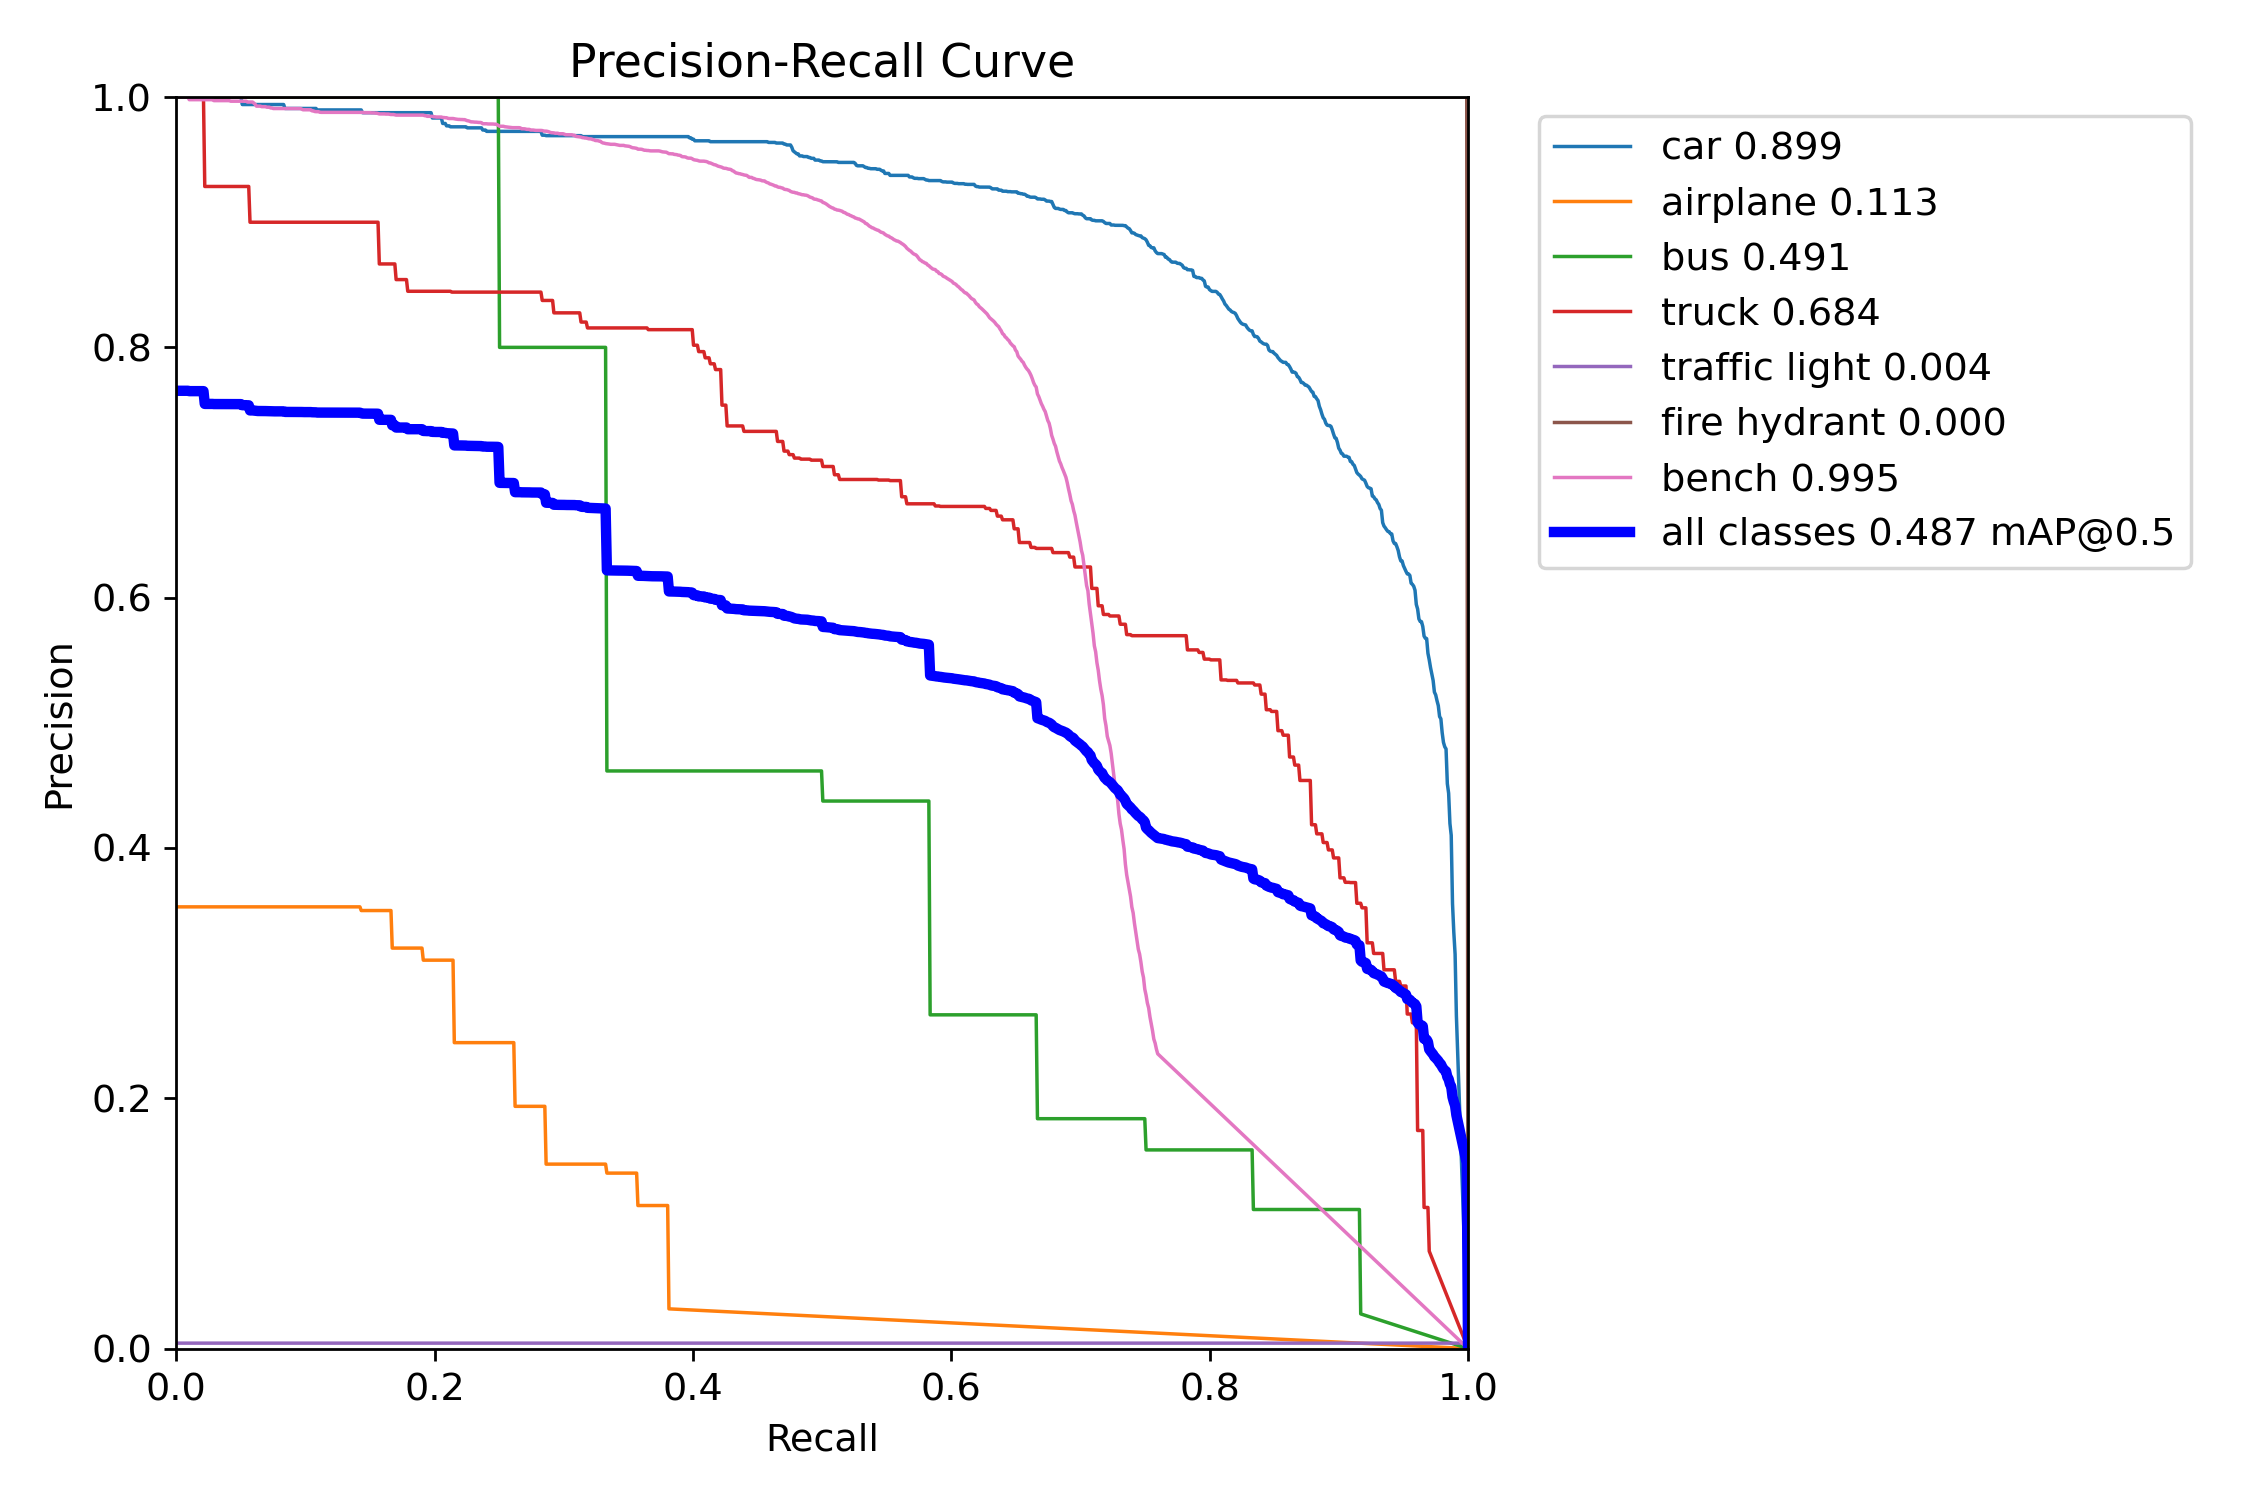 Precision-Recall Curve
1.0
0.8
0.6
0.4
0.2
0.0
Precision
0.0 0.2 0.4 0.6 0.8 1.0
Recall
car 0.899
airplane 0.113
bus 0.491
truck 0.684
traffic light 0.004
fire hydrant 0.000
bench 0.995
all classes 0.487 mAP@0.5